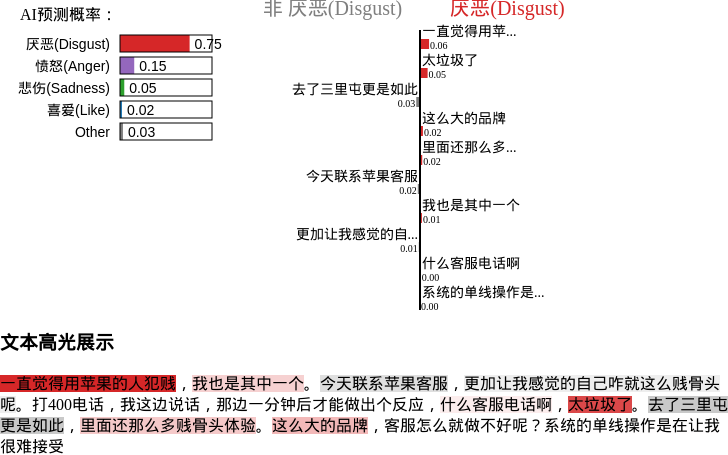 AI预测概率：
厌恶(Disgust) 0.75
愤怒(Anger) 0.15
悲伤(Sadness) 0.05
喜爱(Like) 0.02
Other 0.03
非 厌恶(Disgust) 厌恶(Disgust)
一直觉得用苹...
0.06
太垃圾了
0.05
去了三里屯更是如此
0.03
这么大的品牌
0.02
里面还那么多...
0.02
今天联系苹果客服
0.02
我也是其中一个
0.01
更加让我感觉的自...
0.01
什么客服电话啊
0.00
系统的单线操作是...
0.00
文本高光展示
一直觉得用苹果的人犯贱，我也是其中一个。今天联系苹果客服，更加让我感觉的自己咋就这么贱骨头
呢。打400电话，我这边说话，那边一分钟后才能做出个反应，什么客服电话啊，太垃圾了。去了三里屯
更是如此，里面还那么多贱骨头体验。这么大的品牌，客服怎么就做不好呢？系统的单线操作是在让我
很难接受